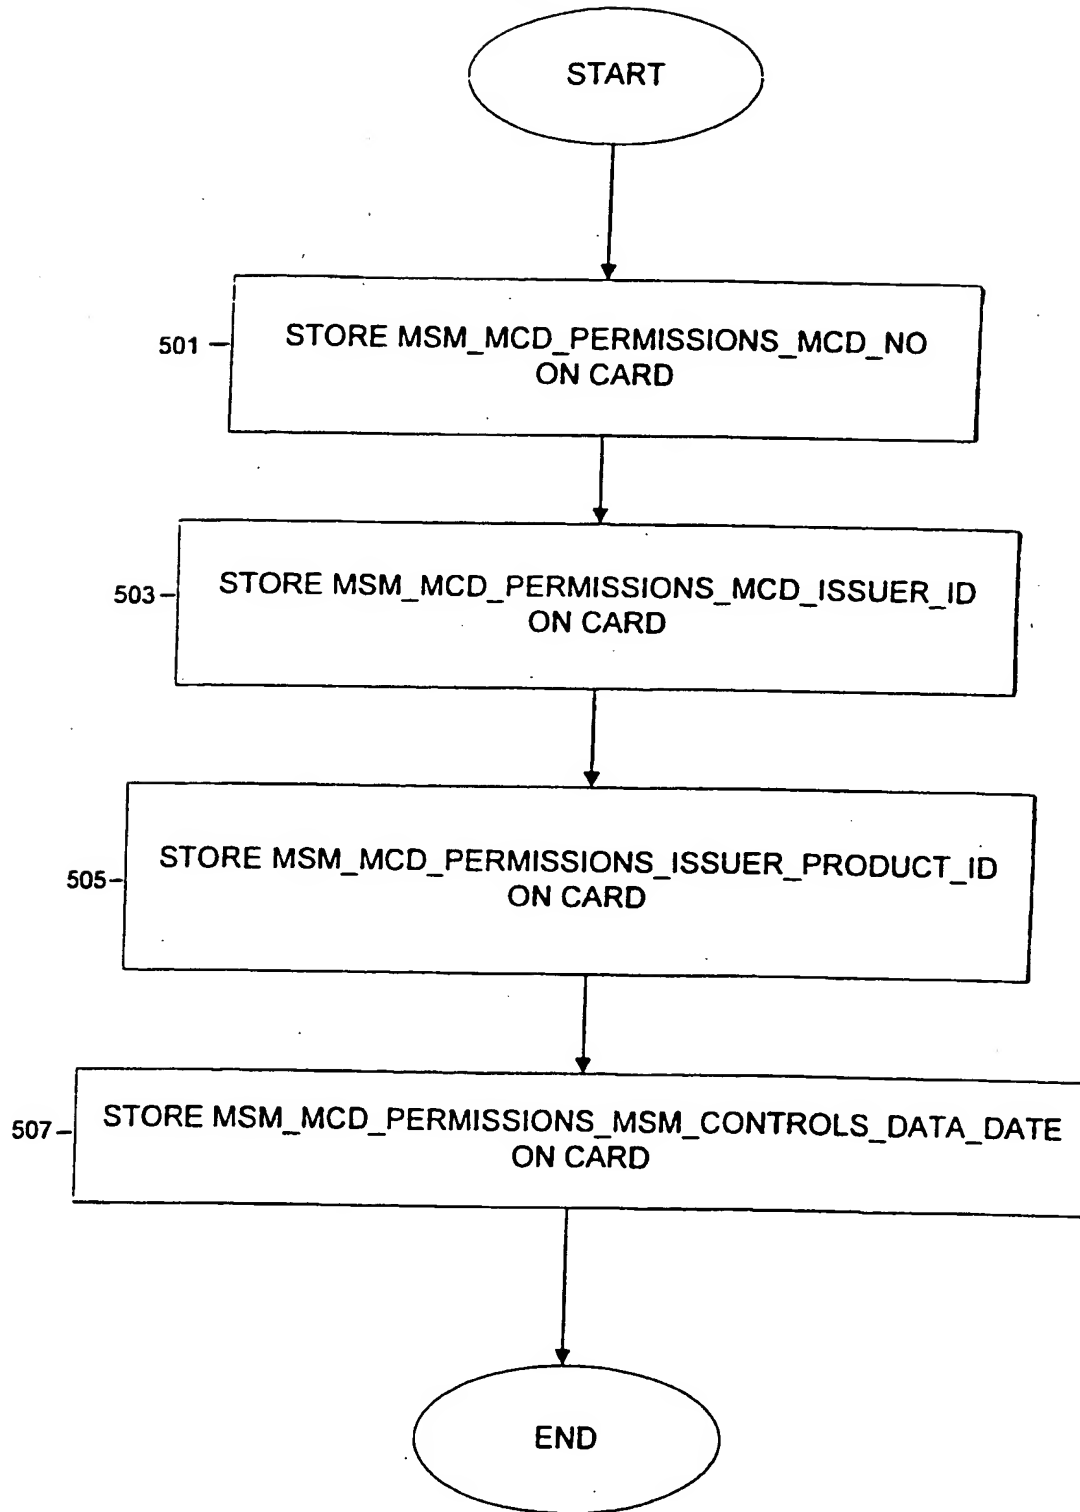 START
501
STORE MSM_MCD_PERMISSIONS_MCD_NO
ON CARD
503
STORE MSM_MCD_PERMISSIONS_MCD_ISSUER_ID
ON CARD
505
STORE MSM_MCD_PERMISSIONS_ISSUER_PRODUCT_ID
ON CARD
507
STORE MSM_MCD_PERMISSIONS_MSM_CONTROLS_DATA_DATE
ON CARD
END